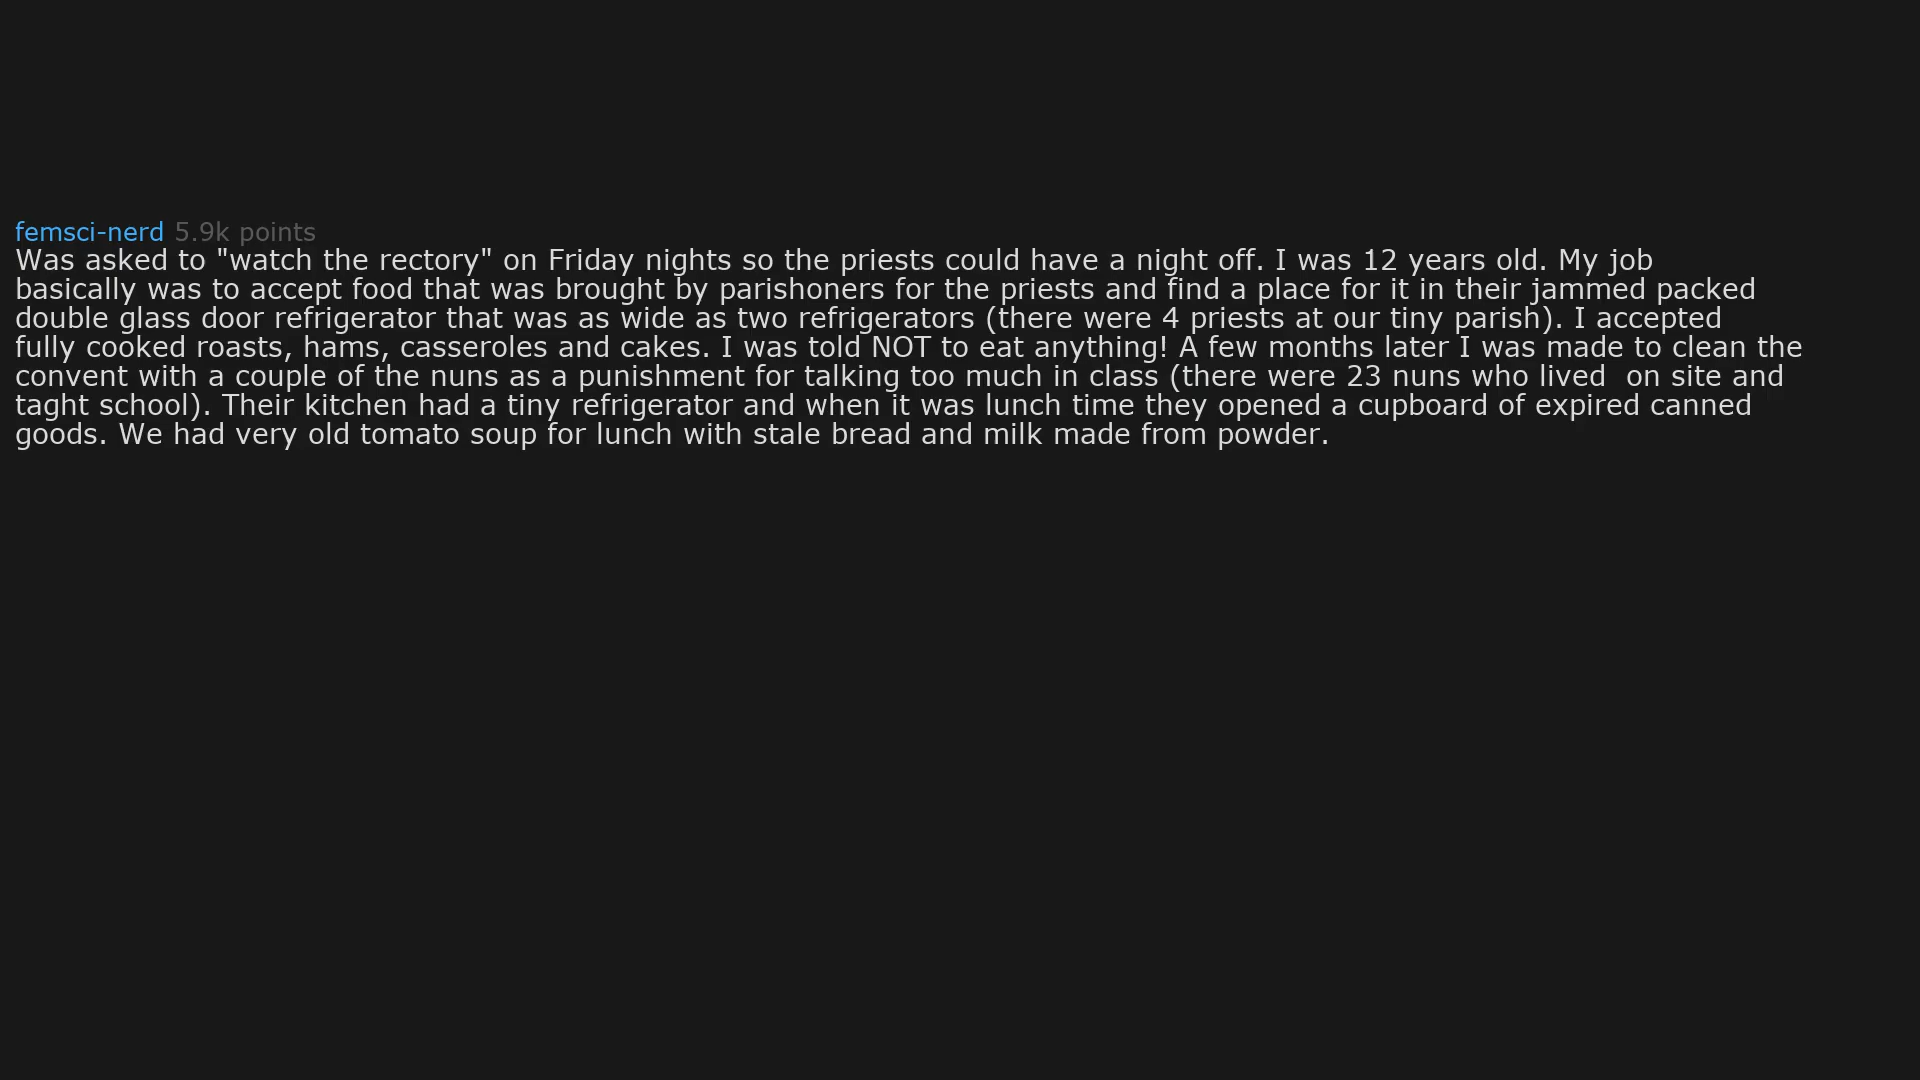 femsci-nerd 5.9k points
Was asked to "watch the rectory" on Friday nights so the priests could have a night off. I was 12 years old. My job
basically was to accept food that was brought by parishoners for the priests and find a place for it in their jammed packed
double glass door refrigerator that was as wide as two refrigerators (there were 4 priests at our tiny parish). I accepted
fully cooked roasts, hams, casseroles and cakes. I was told NOT to eat anything! A few months later I was made to clean the
convent with a couple of the nuns as a punishment for talking too much in class (there were 23 nuns who lived  on site and
taght school). Their kitchen had a tiny refrigerator and when it was lunch time they opened a cupboard of expired canned
goods. We had very old tomato soup for lunch with stale bread and milk made from powder.